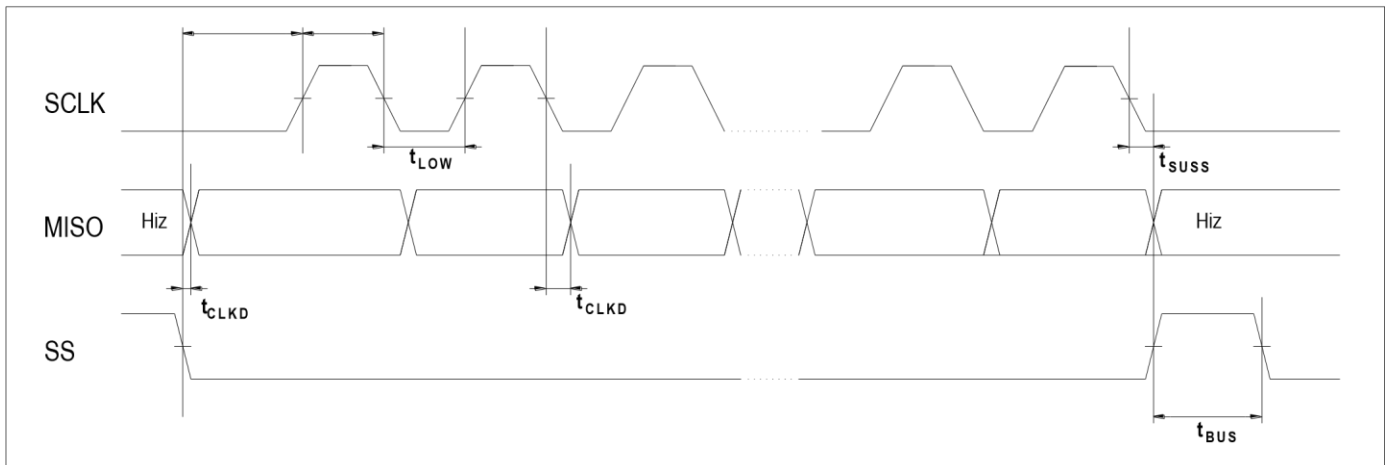 SCLK
tLOW
tSUSS
MISO
Hiz
Hiz
tCLKD
tCLKD
SS
tBUS